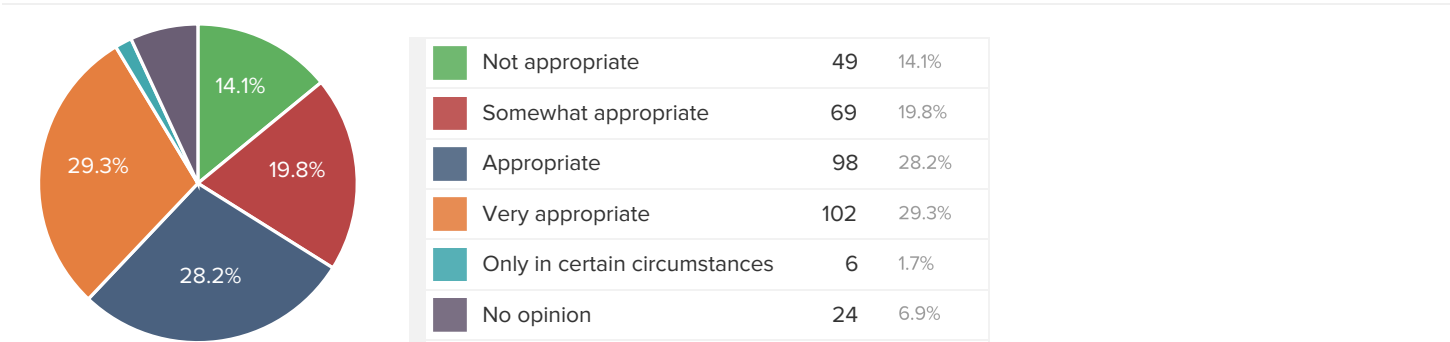 14.1%
19.8%
28.2%
29.3%
Not appropriate 49 14.1%
Somewhat appropriate 69 19.8%
Appropriate 98 28.2%
Very appropriate 102 29.3%
Only in certain circumstances 6 1.7%
No opinion 24 6.9%